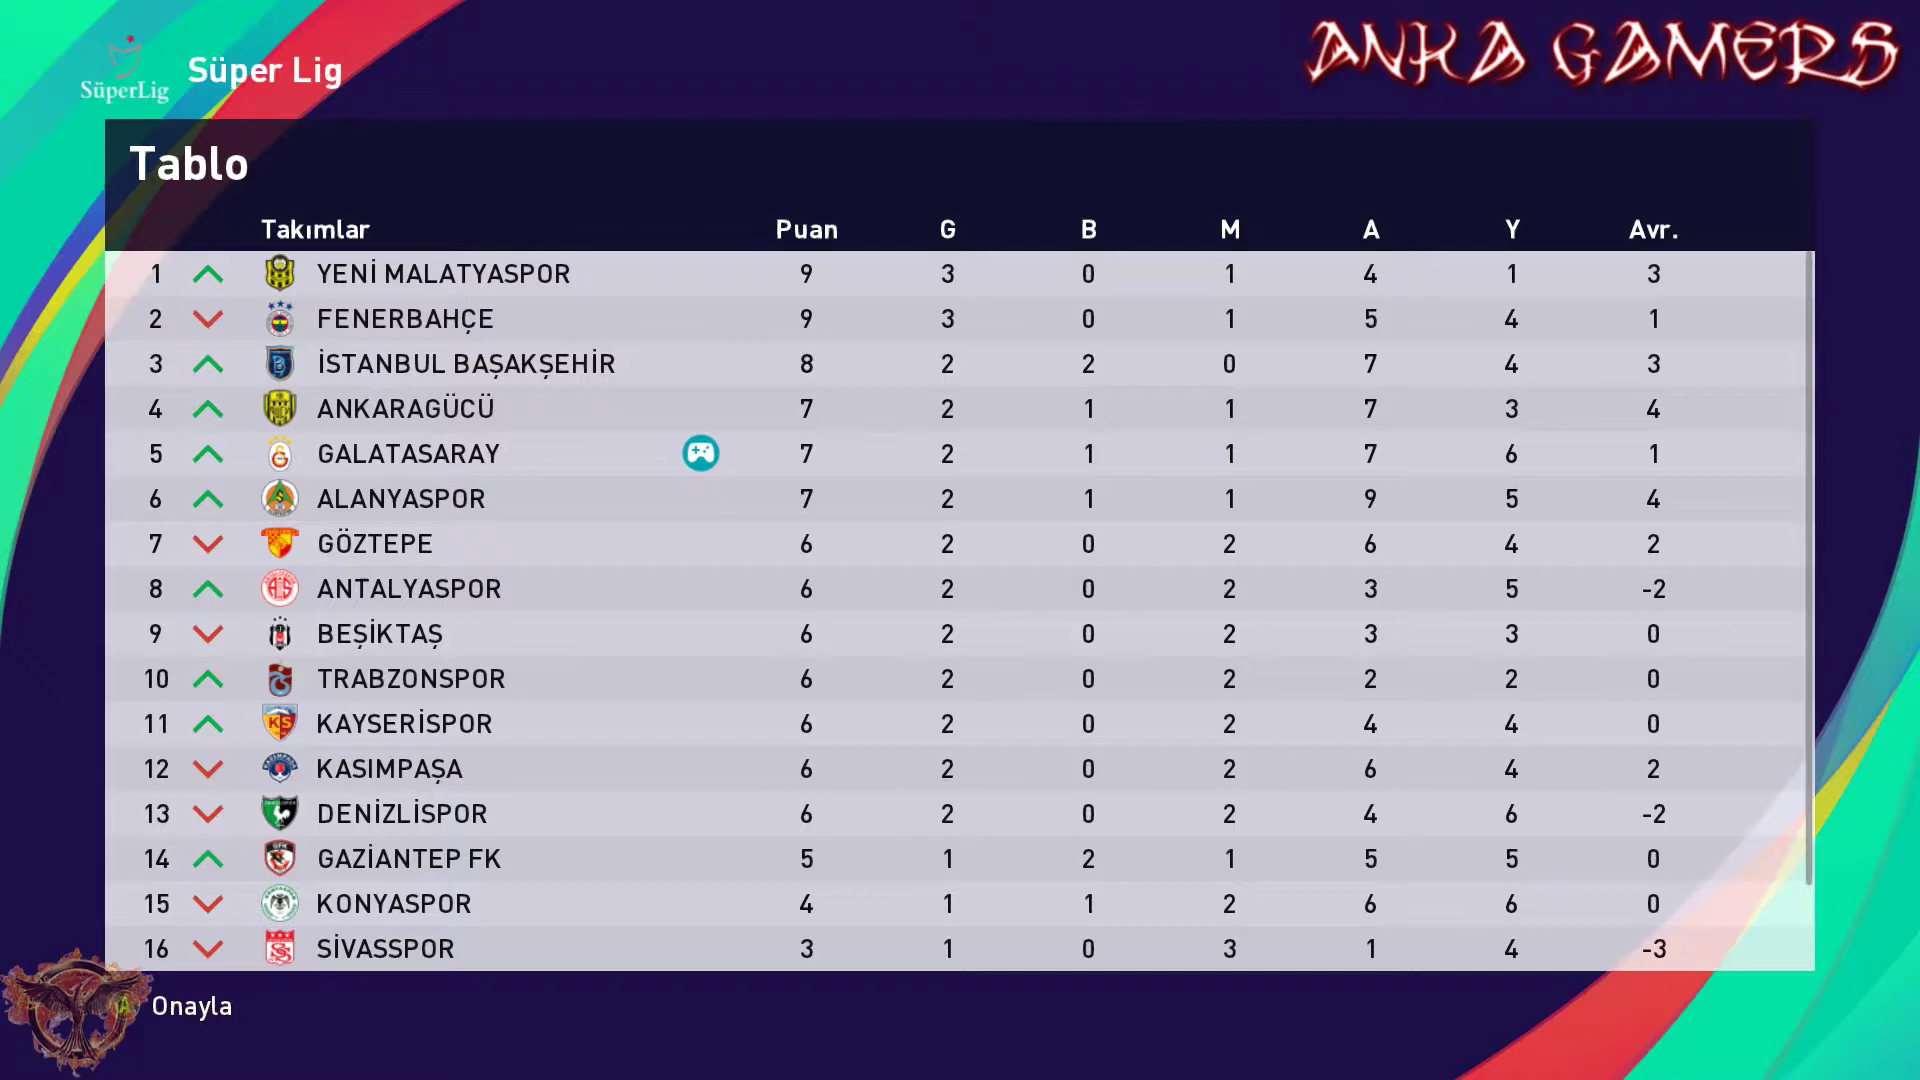 ANKA GAMERS
SüperLig
Süper Lig
Tablo
Takımlar Puan G B M A Y Avr.
1 YENİ MALATYASPOR 9 3 0 1 4 1 3
2 FENERBAHÇE 9 3 0 1 5 4 1
3 İSTANBUL BAŞAKŞEHİR 8 2 2 0 7 4 3
4 ANKARAGÜCÜ 7 2 1 1 7 3 4
5 GALATASARAY 7 2 1 1 7 6 1
6 ALANYASPOR 7 2 1 1 9 5 4
7 GÖZTEPE 6 2 0 2 6 4 2
8 ANTALYASPOR 6 2 0 2 3 5 -2
9 BEŞİKTAŞ 6 2 0 2 3 3 0
10 TRABZONSPOR 6 2 0 2 2 2 0
11 KAYSERİSPOR 6 2 0 2 4 4 0
12 KASIMPAŞA 6 2 0 2 6 4 2
13 DENİZLİSPOR 6 2 0 2 4 6 -2
14 GAZİANTEP FK 5 1 2 1 5 5 0
15 KONYASPOR 4 1 1 2 6 6 0
16 SİVASSPOR 3 1 0 3 1 4 -3
A Onayla